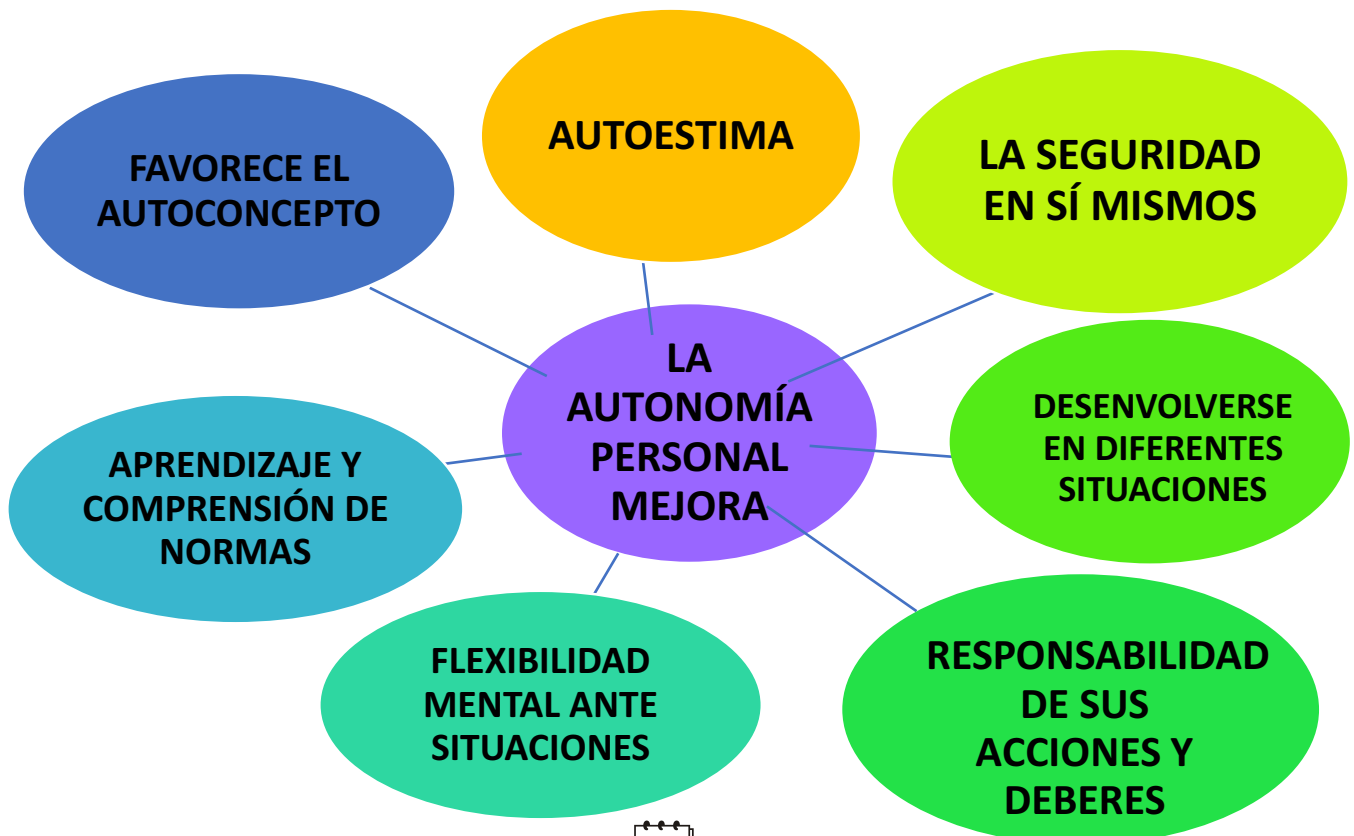 FAVORECE EL
AUTOCONCEPTO
AUTOESTIMA
LA SEGURIDAD
EN SÍ MISMOS
LA
AUTONOMÍA
PERSONAL
MEJORA
DESENVOLVERSE
EN DIFERENTES
SITUACIONES
APRENDIZAJE Y
COMPRENSIÓN DE
NORMAS
FLEXIBILIDAD
MENTAL ANTE
SITUACIONES
RESPONSABILIDAD
DE SUS
ACCIONES Y
DEBERES